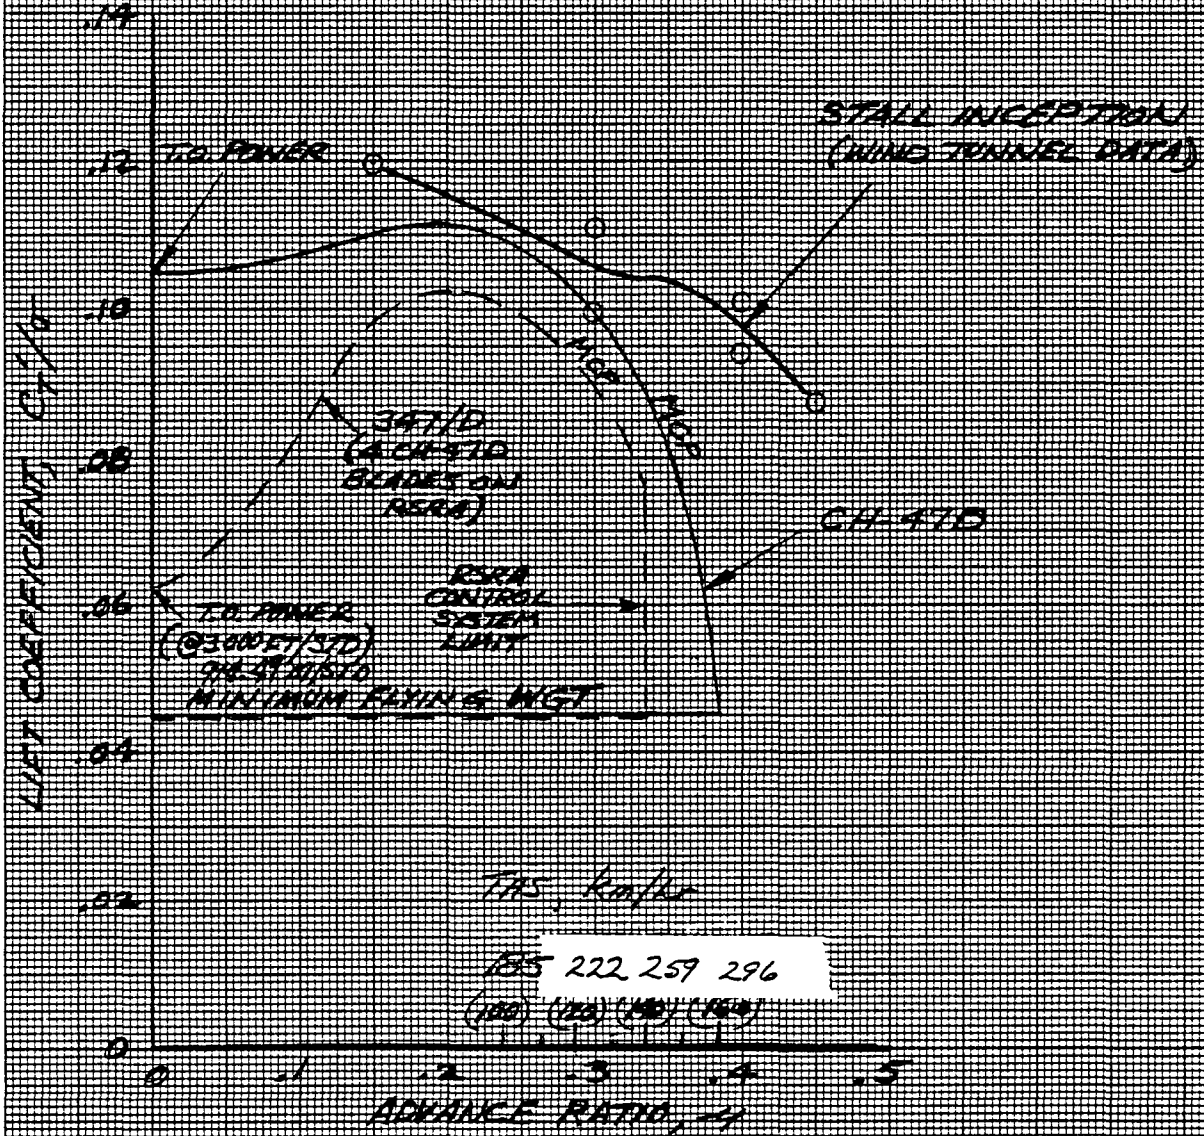 .14
STALL INCEPTION
(WIND TUNNEL DATA)
.12
T.O. POWER
.10
LIFT COEFFICIENT, CT'/σ
MCP
MCP
347/D
(4 CH-47D
BLADES ON
RSRA)
.08
CH-47D
RSRA
CONTROL
SYSTEM
LIMIT
.06
T.O. POWER
(@3000 FT/STD)
MINIMUM FLYING WGT
.04
.02
TAS, km/hr
185 222 259 296
(100) (120) (140) (160)
0
0 .1 .2 .3 .4 .5
ADVANCE RATIO, μ